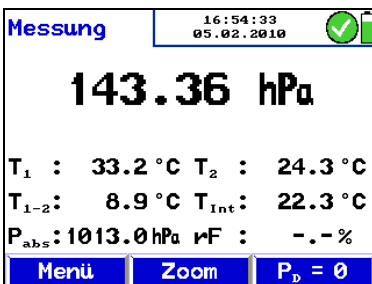 Messung
16:54:33
05.02.2010
143.36 hPa
T₁ : 33.2 °C T₂ : 24.3 °C
T₁₋₂: 8.9 °C T_Int: 22.3 °C
P_abs: 1013.0 hPa rF : -.- %
Menü Zoom P_D = 0